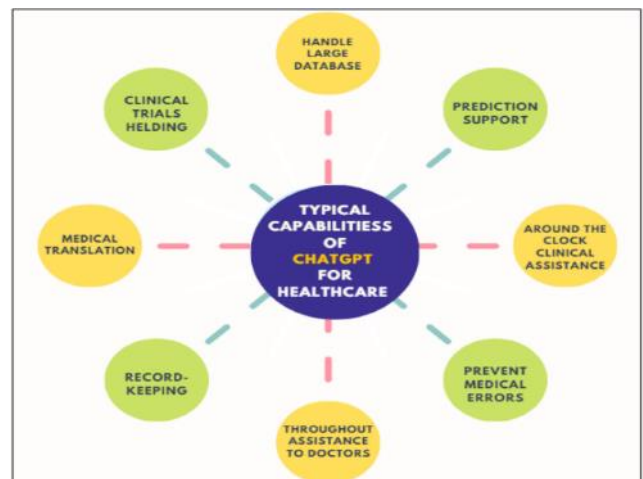 HANDLE
LARGE
DATABASE
CLINICAL
TRIALS
HELDING
PREDICTION
SUPPORT
TYPICAL
CAPABILITIESS
OF
CHATGPT
FOR
HEALTHCARE
MEDICAL
TRANSLATION
AROUND THE
CLOCK
CLINICAL
ASSISTANCE
RECORD-
KEEPING
PREVENT
MEDICAL
ERRORS
THROUGHOUT
ASSISTANCE
TO DOCTORS